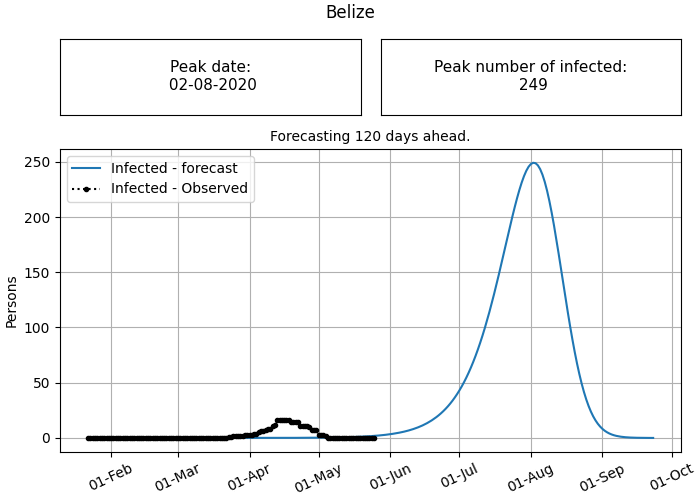 Belize
Peak date:
02-08-2020
Peak number of infected:
249
Forecasting 120 days ahead.
Infected - forecast
Infected - Observed
Persons
250
200
150
100
50
0
01-Feb
01-Mar
01-Apr
01-May
01-Jun
01-Jul
01-Aug
01-Sep
01-Oct